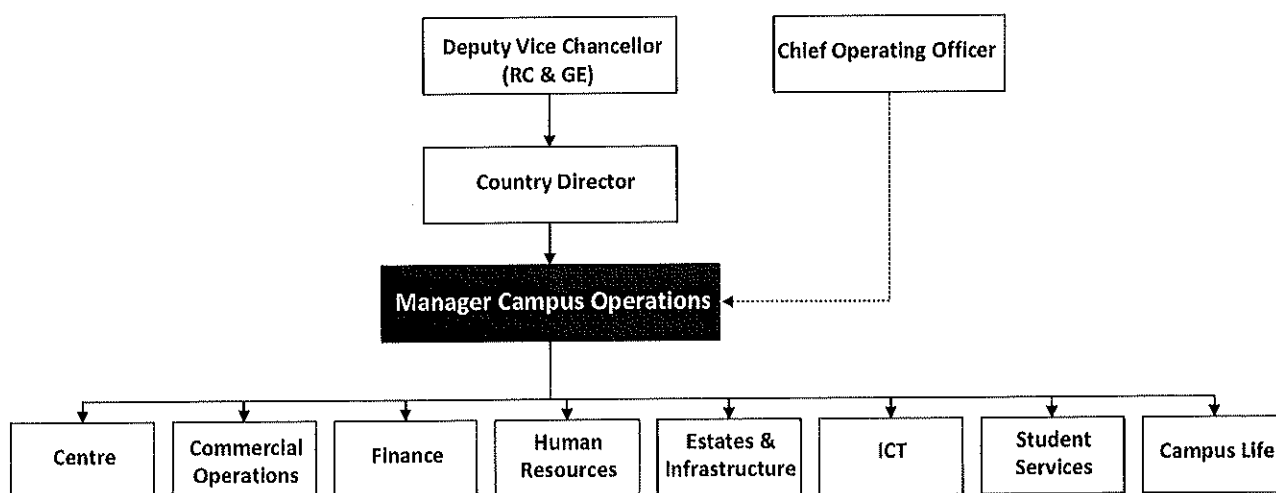 Deputy Vice Chancellor
(RC & GE)
Chief Operating Officer
Country Director
Manager Campus Operations
Centre
Commercial
Operations
Finance
Human
Resources
Estates &
Infrastructure
ICT
Student
Services
Campus Life